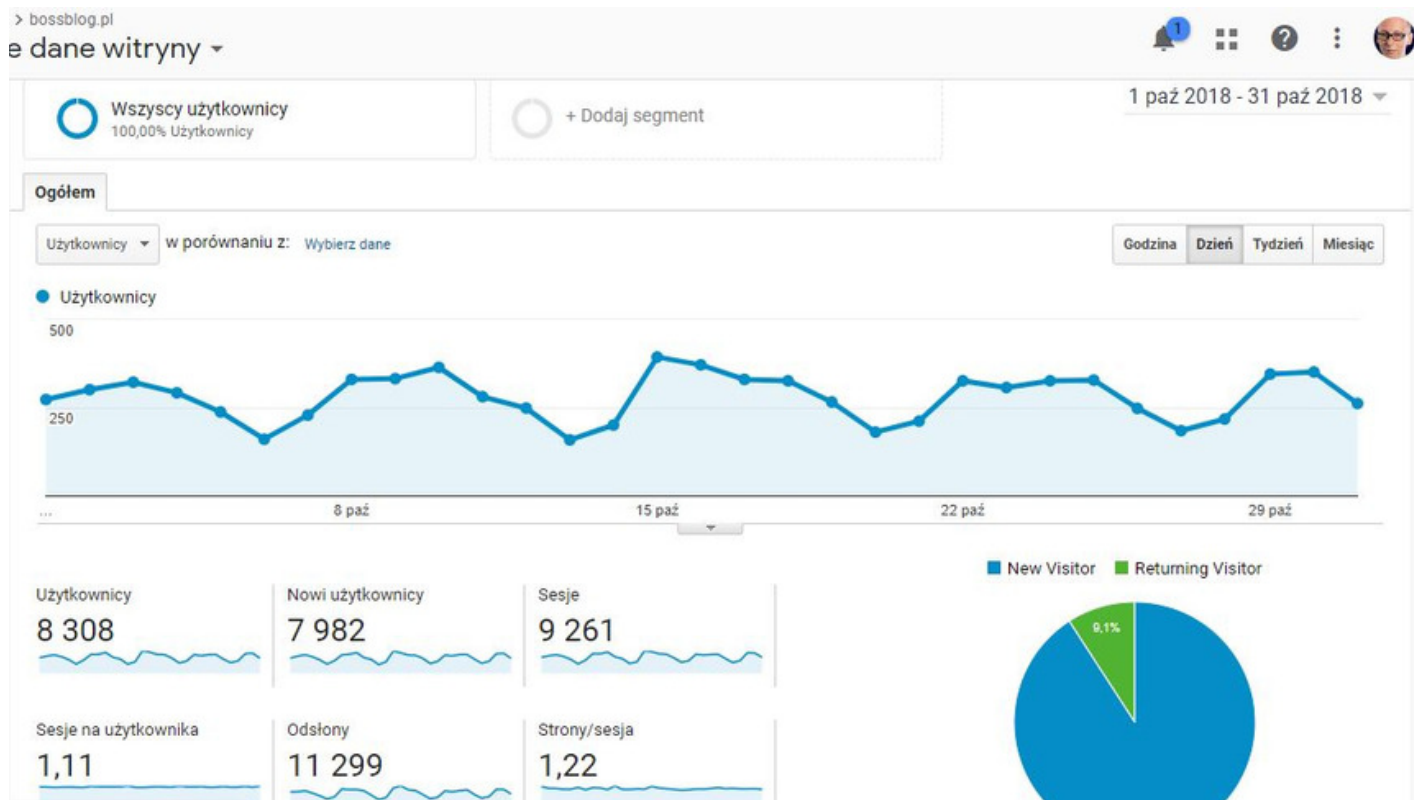 > bossblog.pl
e dane witryny
1
Wszyscy użytkownicy
100,00% Użytkownicy
+ Dodaj segment
1 paź 2018 - 31 paź 2018
Ogółem
Użytkownicy w porównaniu z: Wybierz dane
Godzina Dzień Tydzień Miesiąc
Użytkownicy
500
250
... 8 paź 15 paź 22 paź 29 paź
New Visitor Returning Visitor
Użytkownicy Nowi użytkownicy Sesje
8 308 7 982 9 261
9,1%
Sesje na użytkownika Odsłony Strony/sesja
1,11 11 299 1,22